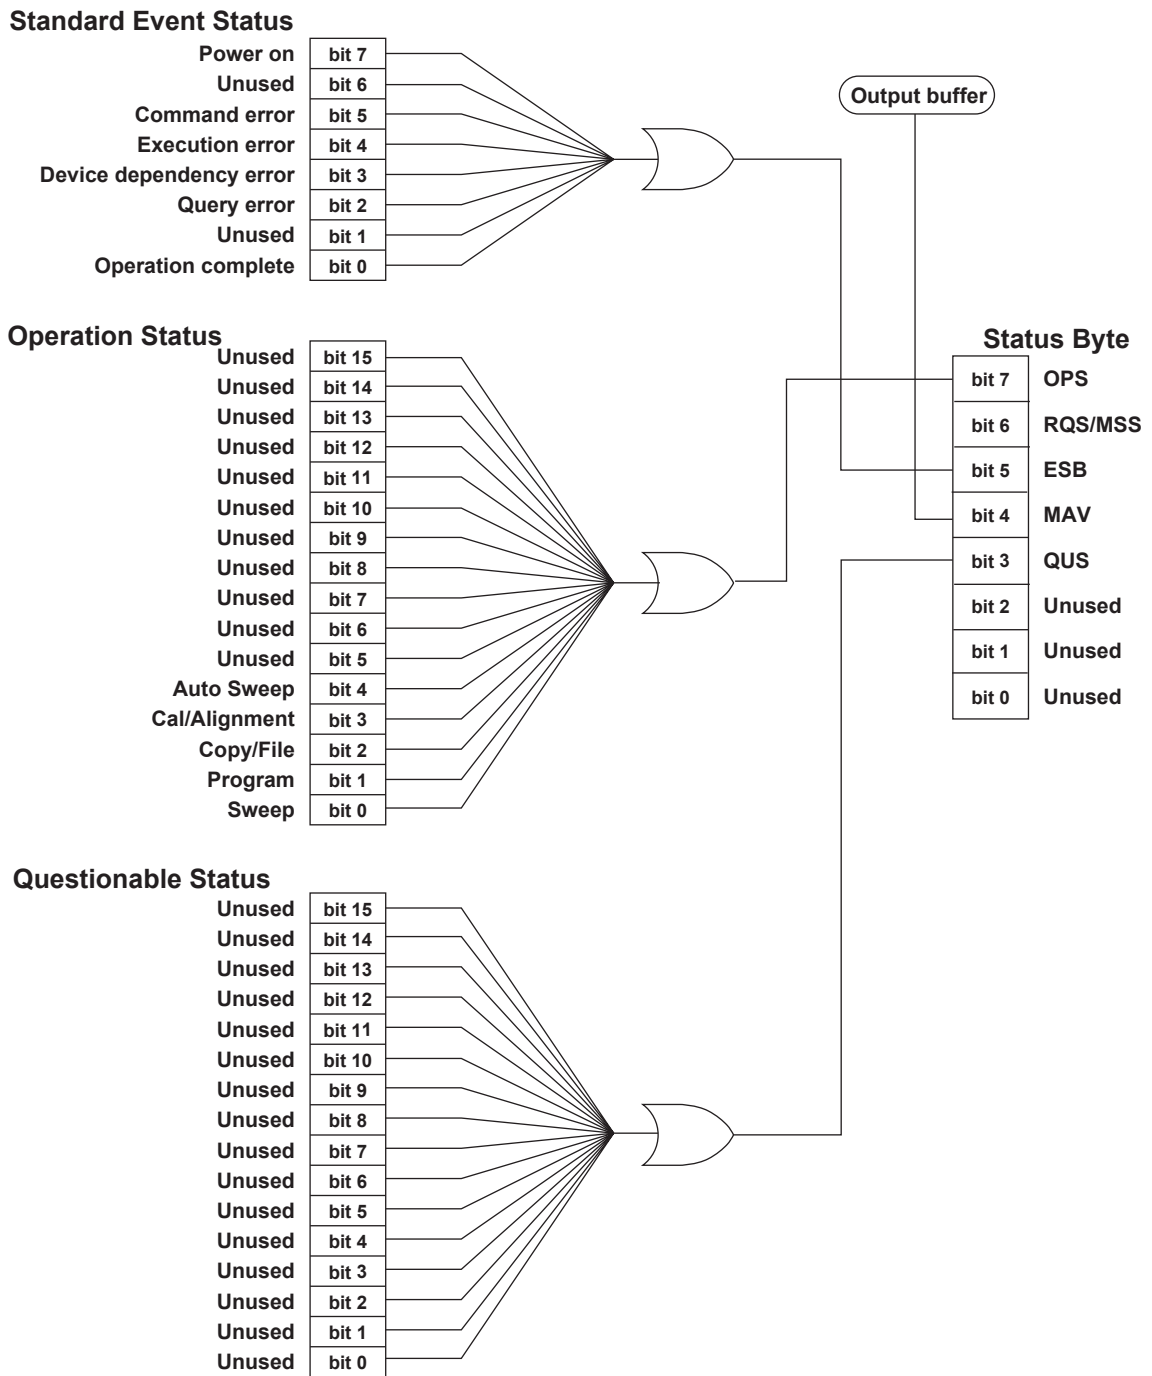 Standard Event Status
Power on bit 7
Unused bit 6
Command error bit 5
Execution error bit 4
Device dependency error bit 3
Query error bit 2
Unused bit 1
Operation complete bit 0
Output buffer
Operation Status
Unused bit 15
Unused bit 14
Unused bit 13
Unused bit 12
Unused bit 11
Unused bit 10
Unused bit 9
Unused bit 8
Unused bit 7
Unused bit 6
Unused bit 5
Auto Sweep bit 4
Cal/Alignment bit 3
Copy/File bit 2
Program bit 1
Sweep bit 0
Status Byte
bit 7 OPS
bit 6 RQS/MSS
bit 5 ESB
bit 4 MAV
bit 3 QUS
bit 2 Unused
bit 1 Unused
bit 0 Unused
Questionable Status
Unused bit 15
Unused bit 14
Unused bit 13
Unused bit 12
Unused bit 11
Unused bit 10
Unused bit 9
Unused bit 8
Unused bit 7
Unused bit 6
Unused bit 5
Unused bit 4
Unused bit 3
Unused bit 2
Unused bit 1
Unused bit 0